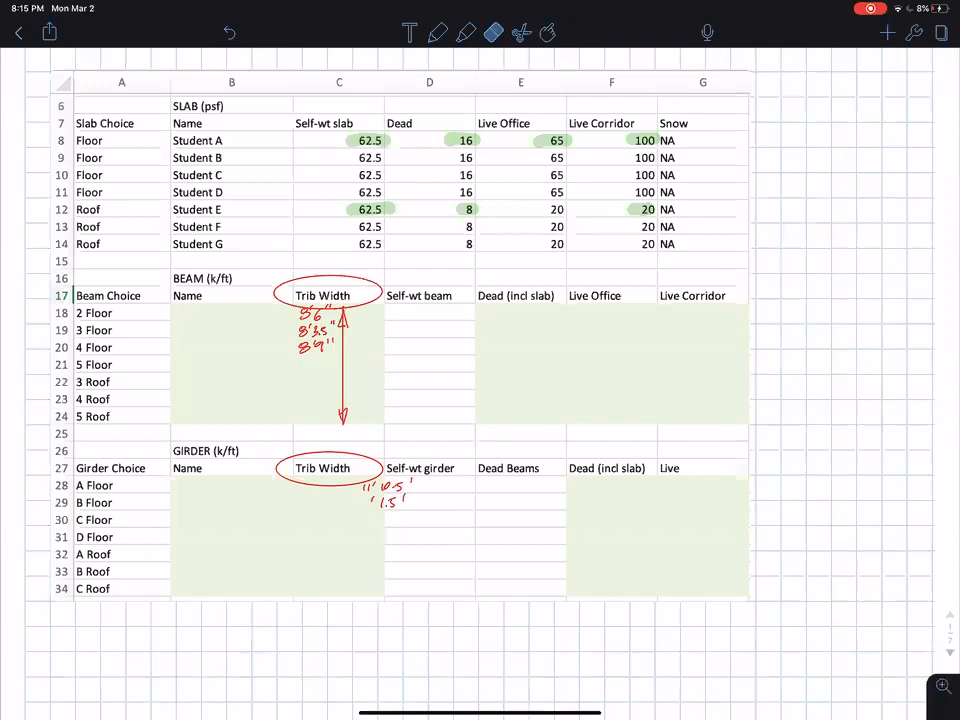 8:15 PM Mon Mar 2 8%
A B C D E F G
6 SLAB (psf)
7 Slab Choice Name Self-wt slab Dead Live Office Live Corridor Snow
8 Floor Student A 62.5 16 65 100 NA
9 Floor Student B 62.5 16 65 100 NA
10 Floor Student C 62.5 16 65 100 NA
11 Floor Student D 62.5 16 65 100 NA
12 Roof Student E 62.5 8 20 20 NA
13 Roof Student F 62.5 8 20 20 NA
14 Roof Student G 62.5 8 20 20 NA
15
16 BEAM (k/ft)
17 Beam Choice Name Trib Width Self-wt beam Dead (incl slab) Live Office Live Corridor
18 2 Floor 8'6"
19 3 Floor 8'3.5"
20 4 Floor 8'9"
21 5 Floor
22 3 Roof
23 4 Roof
24 5 Roof
25
26 GIRDER (k/ft)
27 Girder Choice Name Trib Width Self-wt girder Dead Beams Dead (incl slab) Live
28 A Floor
29 B Floor
30 C Floor
31 D Floor
32 A Roof
33 B Roof
34 C Roof